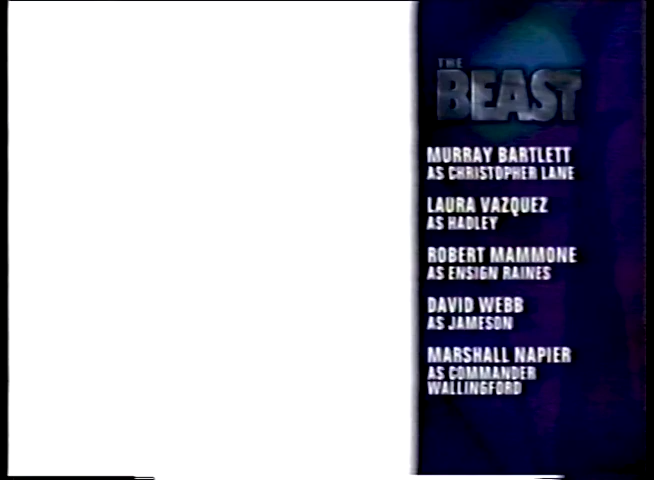 THE
BEAST
MURRAY BARTLETT
AS CHRISTOPHER LANE
LAURA VAZQUEZ
AS HADLEY
ROBERT MAMMONE
AS ENSIGN RAINES
DAVID WEBB
AS JAMESON
MARSHALL NAPIER
AS COMMANDER
WALLINGFORD